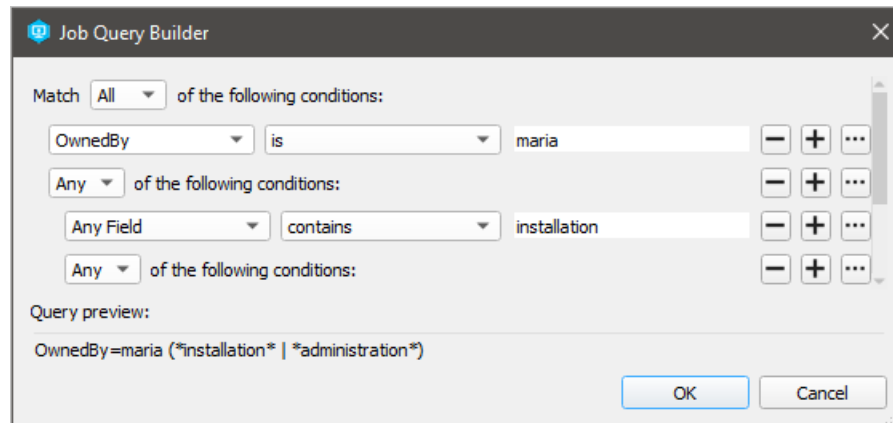 Job Query Builder
Match All of the following conditions:
OwnedBy is maria
Any of the following conditions:
Any Field contains installation
Any of the following conditions:
Query preview:
OwnedBy=maria (*installation* | *administration*)
OK Cancel